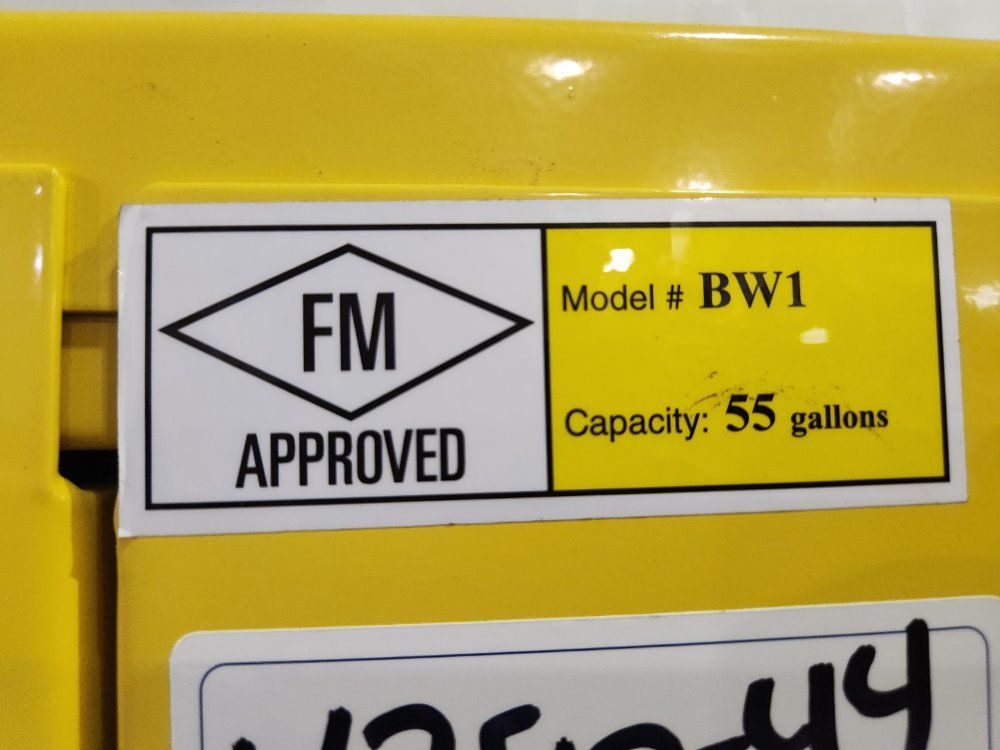 FM
APPROVED
Model # BW1
Capacity: 55 gallons